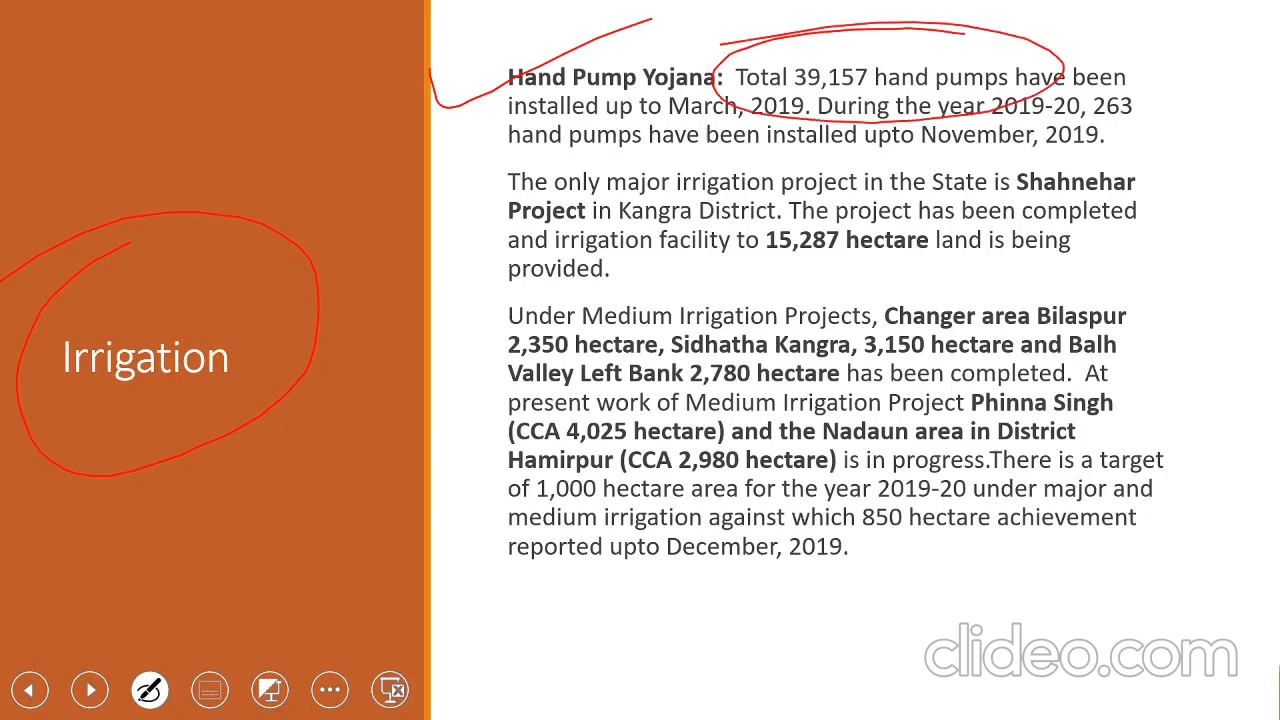 Irrigation
Hand Pump Yojana: Total 39,157 hand pumps have been
installed up to March, 2019. During the year 2019-20, 263
hand pumps have been installed upto November, 2019.
The only major irrigation project in the State is Shahnehar
Project in Kangra District. The project has been completed
and irrigation facility to 15,287 hectare land is being
provided.
Under Medium Irrigation Projects, Changer area Bilaspur
2,350 hectare, Sidhatha Kangra, 3,150 hectare and Balh
Valley Left Bank 2,780 hectare has been completed. At
present work of Medium Irrigation Project Phinna Singh
(CCA 4,025 hectare) and the Nadaun area in District
Hamirpur (CCA 2,980 hectare) is in progress.There is a target
of 1,000 hectare area for the year 2019-20 under major and
medium irrigation against which 850 hectare achievement
reported upto December, 2019.
clideo.com